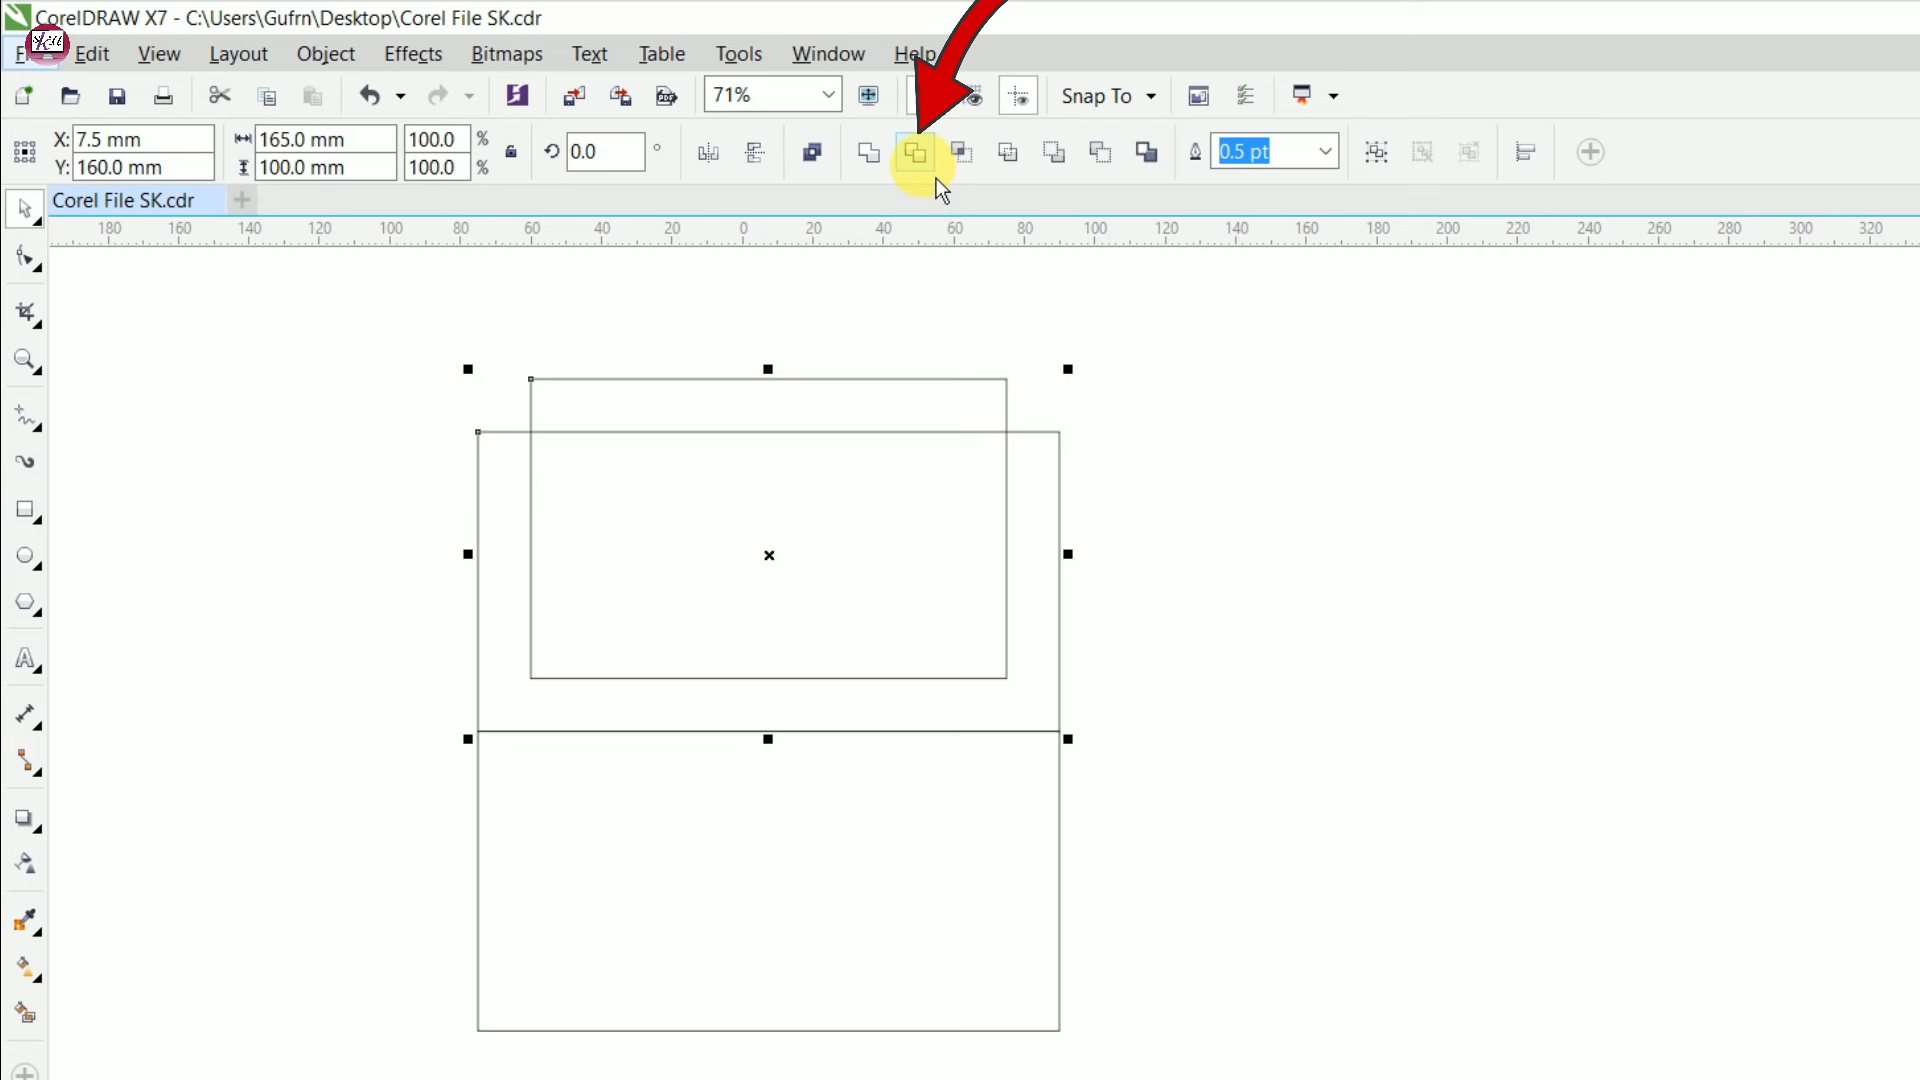 CorelDRAW X7 - C:\Users\Gufrn\Desktop\Corel File SK.cdr
Edit View Layout Object Effects Bitmaps Text Table Tools Window Help
71% Snap To
X: 7.5 mm 165.0 mm 100.0 % 0.0 ° 0.5 pt
Y: 160.0 mm 100.0 mm 100.0 %
Corel File SK.cdr
180 160 140 120 100 80 60 40 20 0 20 40 60 80 100 120 140 160 180 200 220 240 260 280 300 320